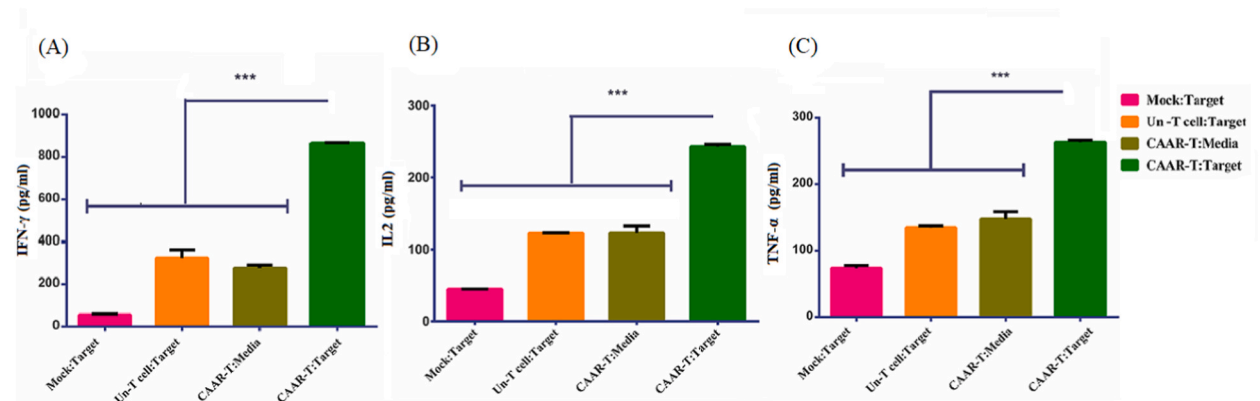 (A)
***
1000
800
600
400
200
0
IFN-γ (pg/ml)
Mock:Target
Un-T cell:Target
CAAR-T:Media
CAAR-T:Target
(B)
***
300
200
100
0
IL2 (pg/ml)
Mock:Target
Un-T cell:Target
CAAR-T:Media
CAAR-T:Target
(C)
***
300
200
100
0
TNF-α (pg/ml)
Mock:Target
Un-T cell:Target
CAAR-T:Media
CAAR-T:Target
Mock:Target
Un -T cell:Target
CAAR-T:Media
CAAR-T:Target